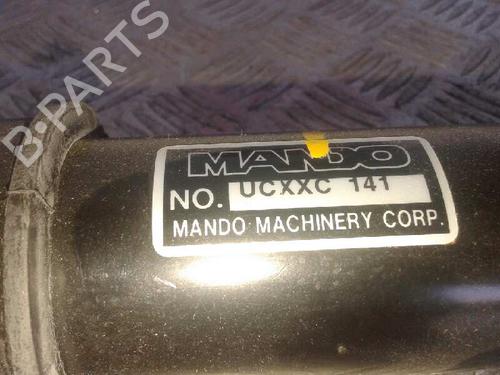 B-PARTS
MANDO
NO. UCXXC 141
MANDO MACHINERY CORP.